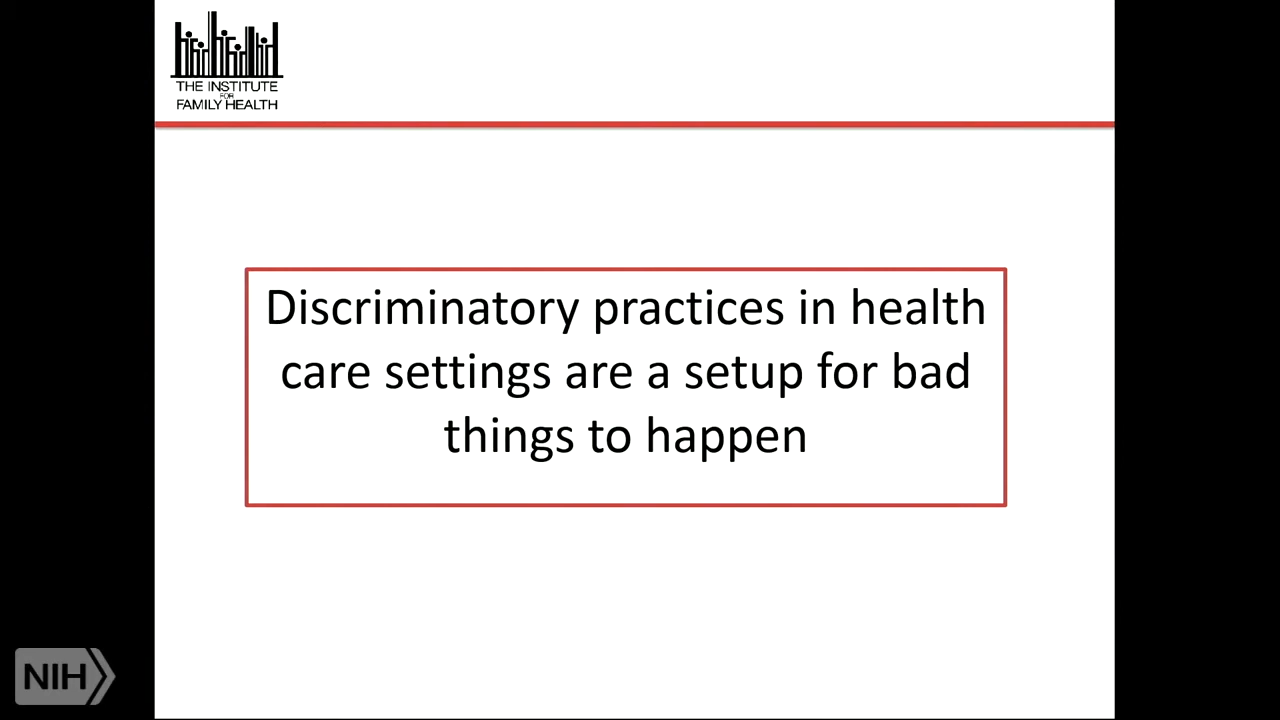 THE INSTITUTE
FOR
FAMILY HEALTH
Discriminatory practices in health
care settings are a setup for bad
things to happen
NIH